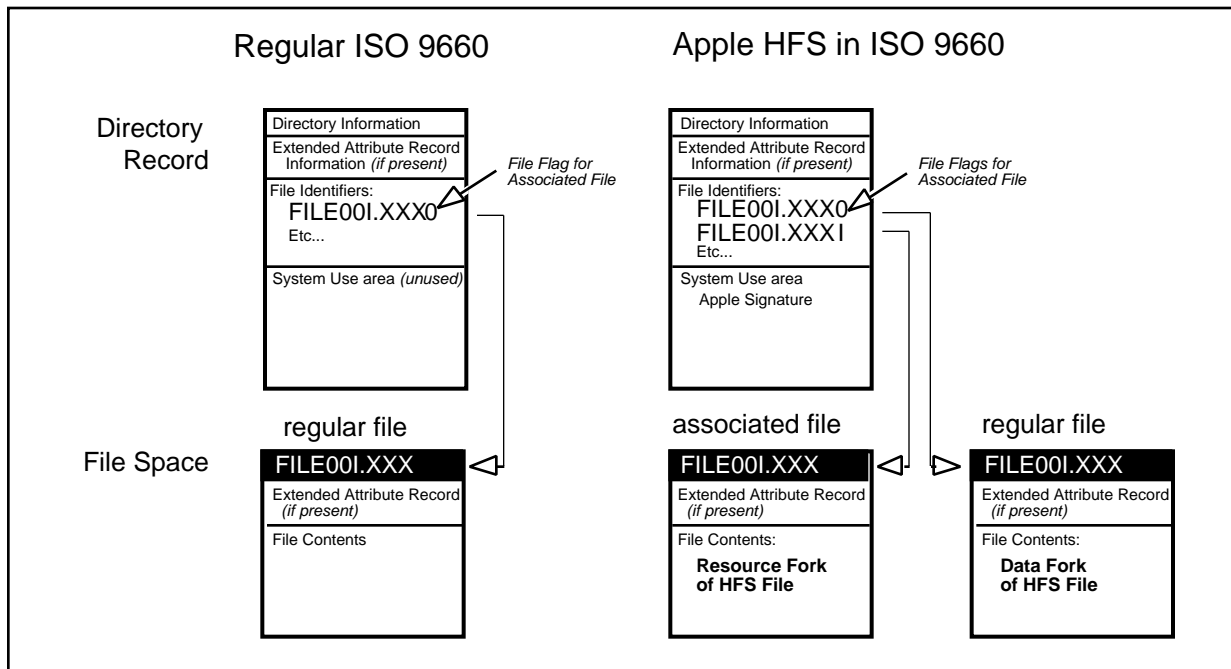 Regular ISO 9660
Apple HFS in ISO 9660
Directory
Record
Directory Information
Extended Attribute Record
Information (if present)
File Identifiers:
FILE00I.XXX0
Etc...
System Use area (unused)
File Flag for
Associated File
Directory Information
Extended Attribute Record
Information (if present)
File Identifiers:
FILE00I.XXX0
FILE00I.XXXI
Etc...
System Use area
Apple Signature
File Flags for
Associated File
File Space
regular file
FILE00I.XXX
Extended Attribute Record
(if present)
File Contents
associated file
FILE00I.XXX
Extended Attribute Record
(if present)
File Contents:
Resource Fork
of HFS File
regular file
FILE00I.XXX
Extended Attribute Record
(if present)
File Contents:
Data Fork
of HFS File